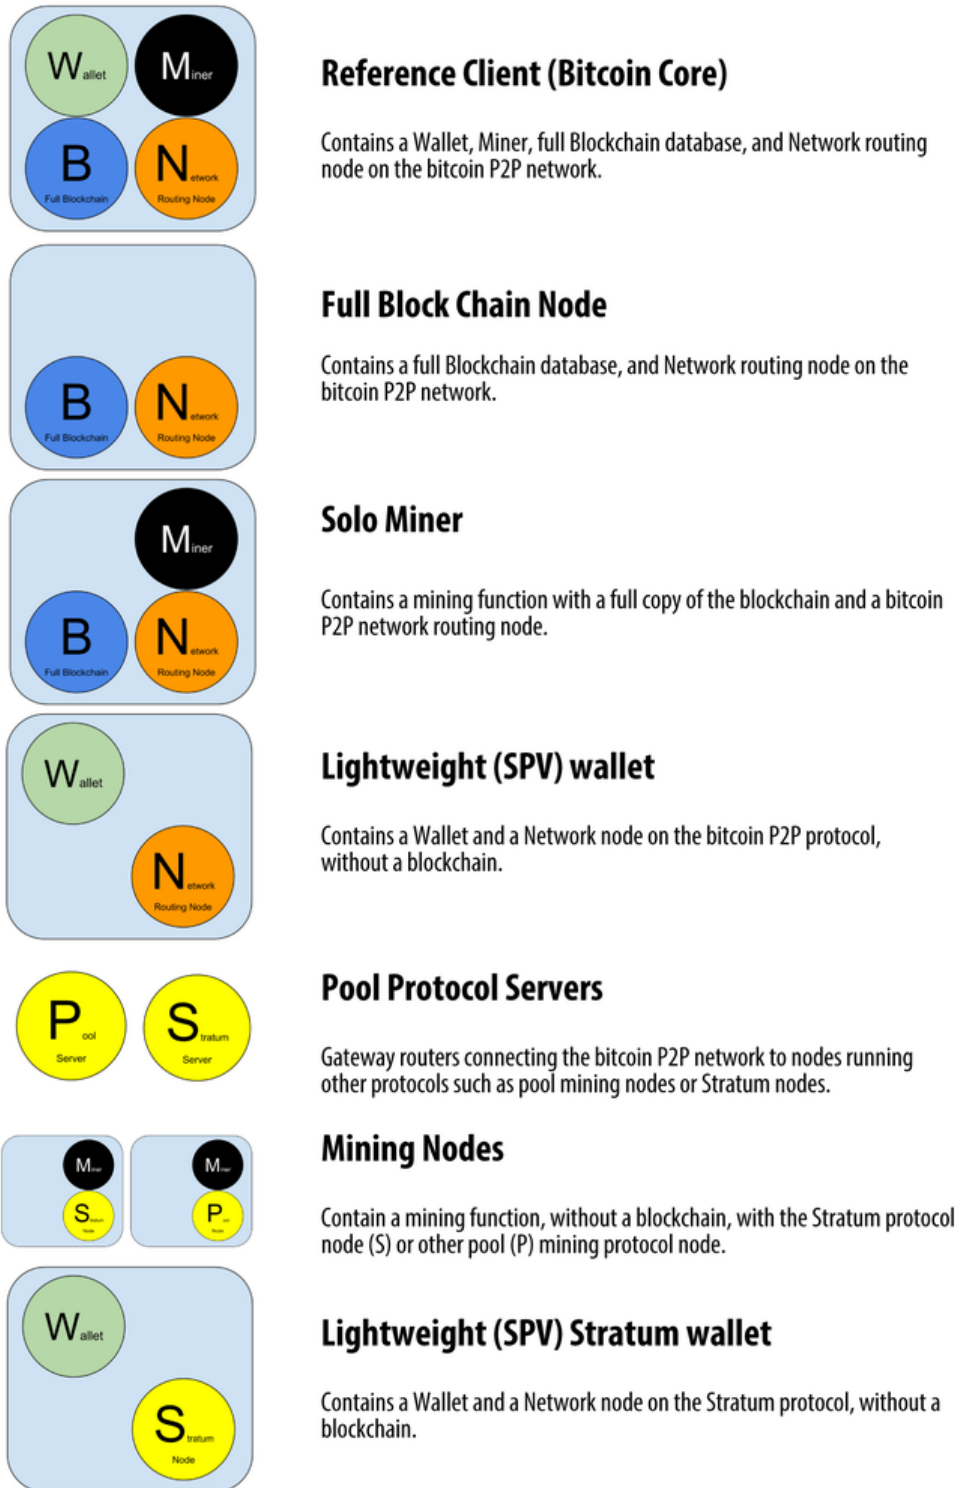 Wallet
Miner
B
Full Blockchain
Network
Routing Node
Reference Client (Bitcoin Core)
Contains a Wallet, Miner, full Blockchain database, and Network routing
node on the bitcoin P2P network.
B
Full Blockchain
Network
Routing Node
Full Block Chain Node
Contains a full Blockchain database, and Network routing node on the
bitcoin P2P network.
Miner
B
Full Blockchain
Network
Routing Node
Solo Miner
Contains a mining function with a full copy of the blockchain and a bitcoin
P2P network routing node.
Wallet
Network
Routing Node
Lightweight (SPV) wallet
Contains a Wallet and a Network node on the bitcoin P2P protocol,
without a blockchain.
Pool
Server
Stratum
Server
Pool Protocol Servers
Gateway routers connecting the bitcoin P2P network to nodes running
other protocols such as pool mining nodes or Stratum nodes.
Miner
Stratum
Node
Miner
Pool
Node
Mining Nodes
Contain a mining function, without a blockchain, with the Stratum protocol
node (S) or other pool (P) mining protocol node.
Wallet
Stratum
Node
Lightweight (SPV) Stratum wallet
Contains a Wallet and a Network node on the Stratum protocol, without a
blockchain.